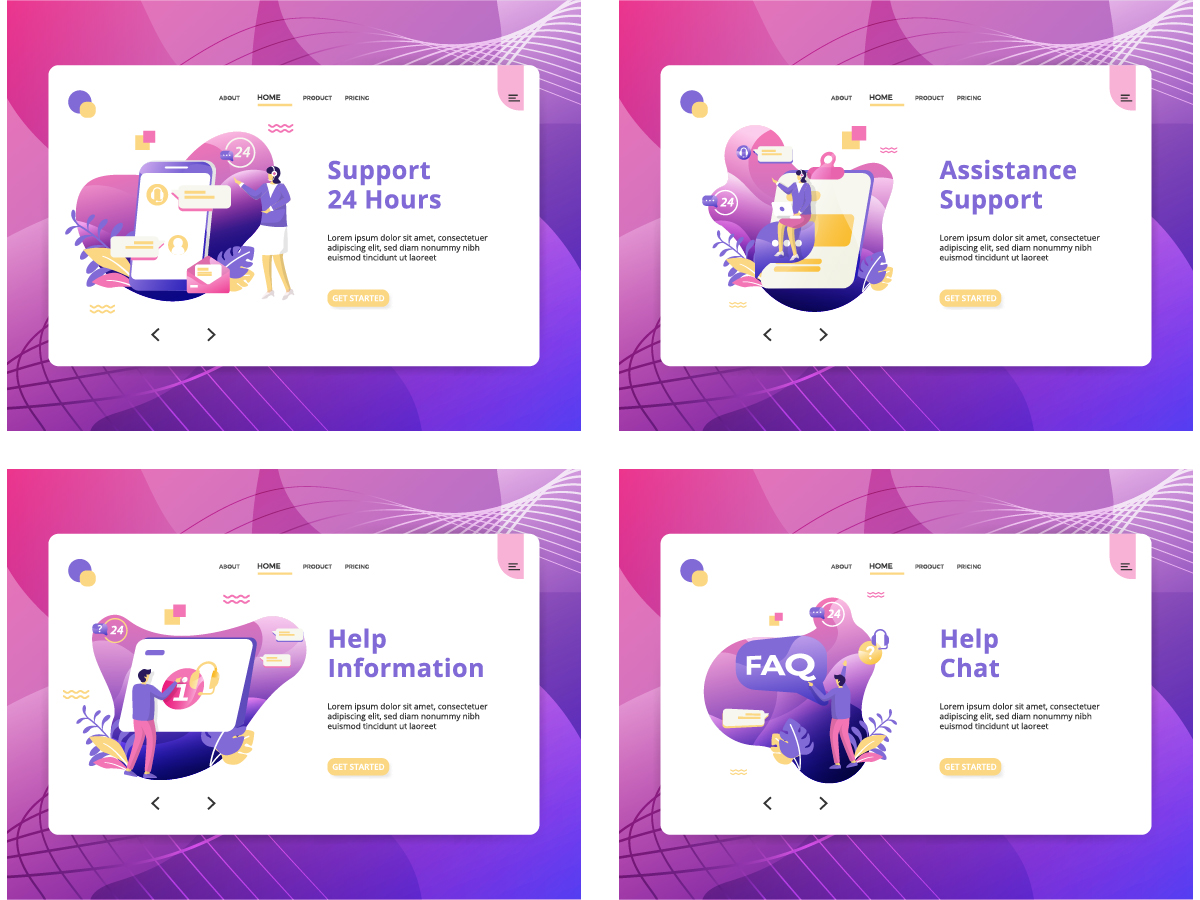 ABOUT HOME PRODUCT PRICING
24
Support
24 Hours
Lorem ipsum dolor sit amet, consectetuer
adipiscing elit, sed diam nonummy nibh
euismod tincidunt ut laoreet
GET STARTED
ABOUT HOME PRODUCT PRICING
24
Assistance
Support
Lorem ipsum dolor sit amet, consectetuer
adipiscing elit, sed diam nonummy nibh
euismod tincidunt ut laoreet
GET STARTED
ABOUT HOME PRODUCT PRICING
? 24
i
Help
Information
Lorem ipsum dolor sit amet, consectetuer
adipiscing elit, sed diam nonummy nibh
euismod tincidunt ut laoreet
GET STARTED
ABOUT HOME PRODUCT PRICING
24
?
FAQ
Help
Chat
Lorem ipsum dolor sit amet, consectetuer
adipiscing elit, sed diam nonummy nibh
euismod tincidunt ut laoreet
GET STARTED